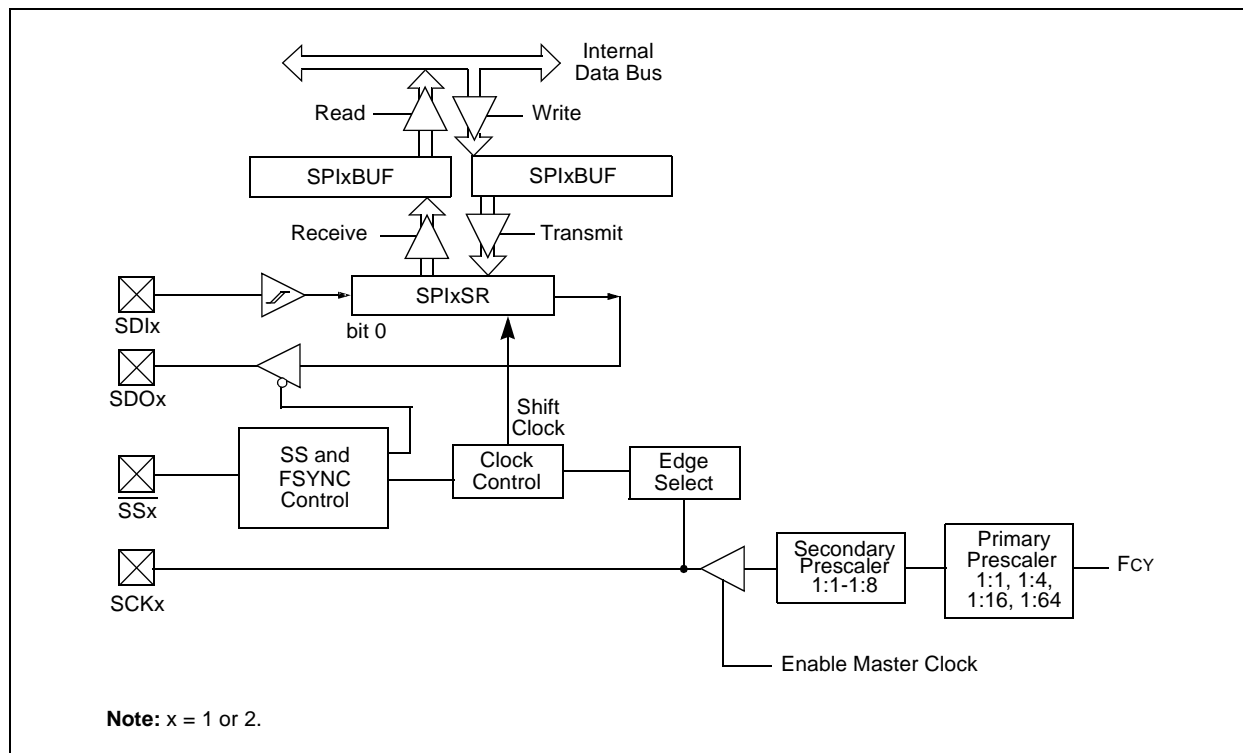 Internal
Data Bus
Read
Write
SPIxBUF
SPIxBUF
Receive
Transmit
SPIxSR
SDIx
bit 0
SDOx
Shift
Clock
SS and
FSYNC
Control
Clock
Control
Edge
Select
SSx
Secondary
Prescaler
1:1-1:8
Primary
Prescaler
1:1, 1:4,
1:16, 1:64
FCY
SCKx
Enable Master Clock
Note: x = 1 or 2.